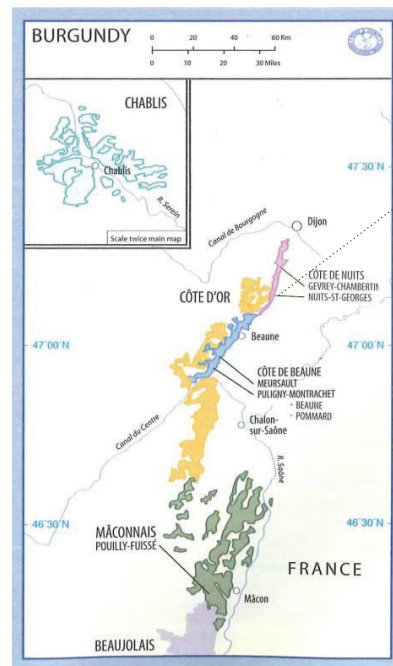 BURGUNDY
0 20 40 60 Km
0 10 20 30 Miles
CHABLIS
Chablis
R. Serein
Scale twice main map
47°30'N
Canal de Bourgogne
Dijon
CÔTE DE NUITS
GEVREY-CHAMBERTIN
NUITS-ST-GEORGES
CÔTE D'OR
Beaune
47°00'N
47°00'N
CÔTE DE BEAUNE
MEURSAULT
PULIGNY-MONTRACHET
BEAUNE
POMMARD
Canal du Centre
Chalon-
sur-Saône
R. Saône
46°30'N
46°30'N
MÂCONNAIS
POUILLY-FUISSÉ
FRANCE
Mâcon
BEAUJOLAIS